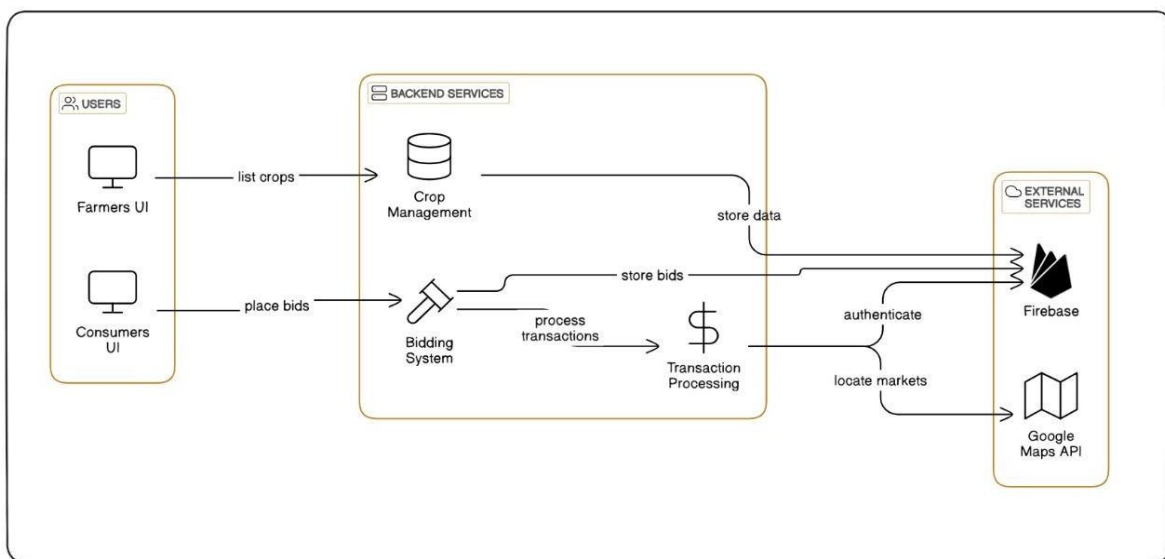 USERS
BACKEND SERVICES
list crops
Farmers UI
Crop
Management
EXTERNAL
SERVICES
store data
place bids
store bids
Consumers
UI
Bidding
System
process
transactions
Transaction
Processing
authenticate
Firebase
locate markets
Google
Maps API